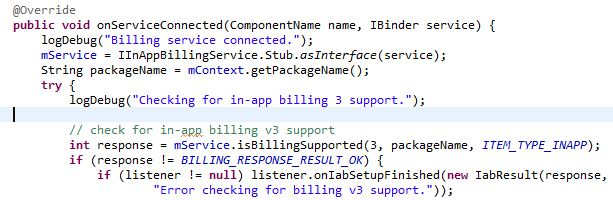 @Override
public void onServiceConnected(ComponentName name, IBinder service) {
logDebug("Billing service connected.");
mService = IInAppBillingService.Stub.asInterface(service);
String packageName = mContext.getPackageName();
try {
logDebug("Checking for in-app billing 3 support.");
// check for in-app billing v3 support
int response = mService.isBillingSupported(3, packageName, ITEM_TYPE_INAPP);
if (response != BILLING_RESPONSE_RESULT_OK) {
if (listener != null) listener.onIabSetupFinished(new IabResult(response,
"Error checking for billing v3 support."));